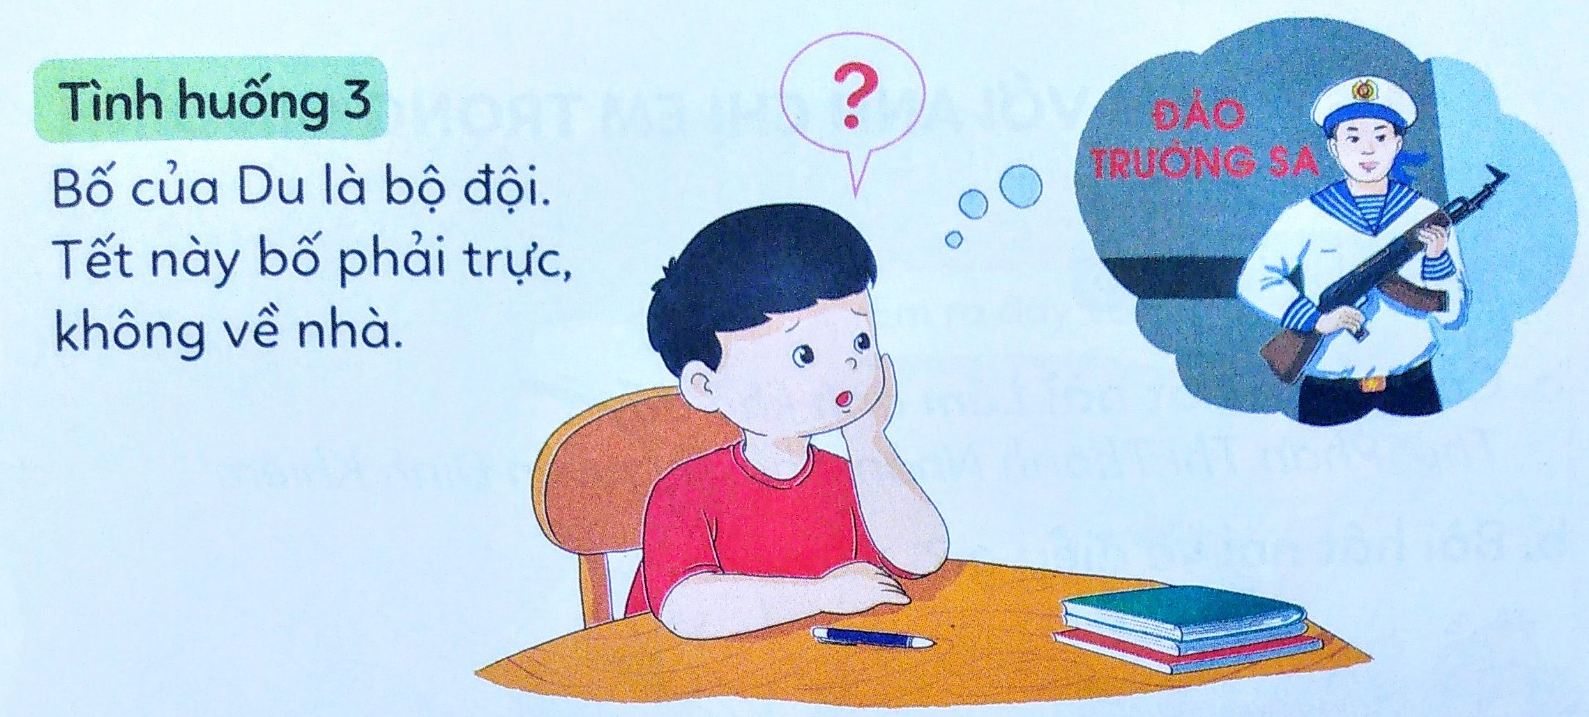 Tình huống 3
Bố của Du là bộ đội.
Tết này bố phải trực,
không về nhà.
?
ĐẢO
TRƯỜNG SA